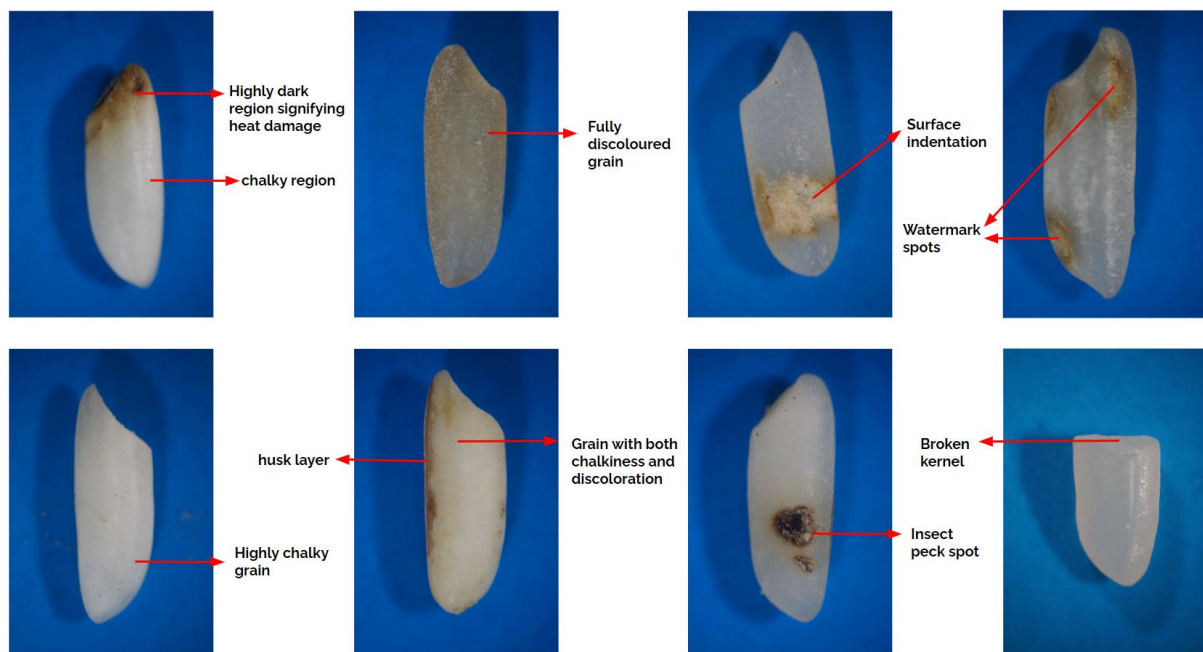 Highly dark
region signifying
heat damage
chalky region
Fully
discoloured
grain
Surface
indentation
Watermark
spots
husk layer
Grain with both
chalkiness and
discoloration
Highly chalky
grain
Insect
peck spot
Broken
kernel